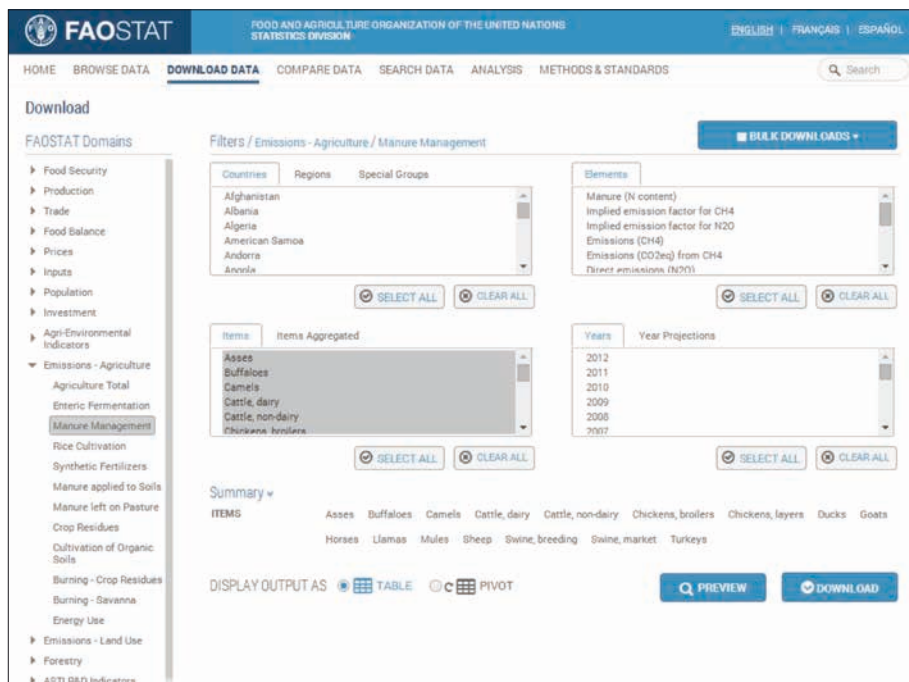 FAOSTAT
FOOD AND AGRICULTURE ORGANIZATION OF THE UNITED NATIONS
STATISTICS DIVISION
ENGLISH | FRANÇAIS | ESPAÑOL
HOME BROWSE DATA DOWNLOAD DATA COMPARE DATA SEARCH DATA ANALYSIS METHODS & STANDARDS
Search
Download
FAOSTAT Domains
Food Security
Production
Trade
Food Balance
Prices
Inputs
Population
Investment
Agri-Environmental
Indicators
Emissions - Agriculture
Agriculture Total
Enteric Fermentation
Manure Management
Rice Cultivation
Synthetic Fertilizers
Manure applied to Soils
Manure left on Pasture
Crop Residues
Cultivation of Organic
Soils
Burning - Crop Residues
Burning - Savanna
Energy Use
Emissions - Land Use
Forestry
ASTI R&D Indicators
Filters / Emissions - Agriculture / Manure Management
BULK DOWNLOADS
Countries Regions Special Groups
Afghanistan
Albania
Algeria
American Samoa
Andorra
Angola
SELECT ALL CLEAR ALL
Elements
Manure (N content)
Implied emission factor for CH4
Implied emission factor for N2O
Emissions (CH4)
Emissions (CO2eq) from CH4
Direct emissions (N2O)
SELECT ALL CLEAR ALL
Items Items Aggregated
Asses
Buffaloes
Camels
Cattle, dairy
Cattle, non-dairy
Chickens, broilers
SELECT ALL CLEAR ALL
Years Year Projections
2012
2011
2010
2009
2008
2007
SELECT ALL CLEAR ALL
Summary
ITEMS Asses Buffaloes Camels Cattle, dairy Cattle, non-dairy Chickens, broilers Chickens, layers Ducks Goats
Horses Llamas Mules Sheep Swine, breeding Swine, market Turkeys
DISPLAY OUTPUT AS TABLE PIVOT
PREVIEW DOWNLOAD